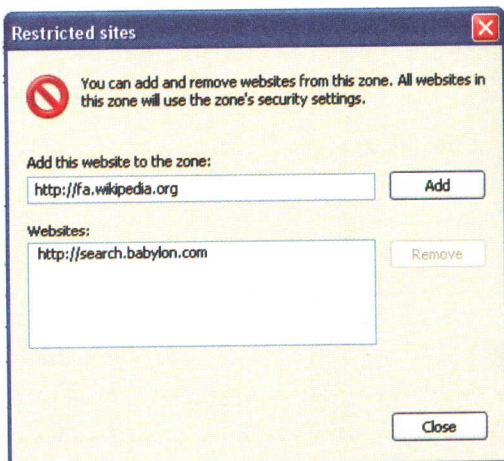 Restricted sites
You can add and remove websites from this zone. All websites in
this zone will use the zone's security settings.
Add this website to the zone:
http://fa.wikipedia.org
Add
Websites:
http://search.babylon.com
Remove
Close